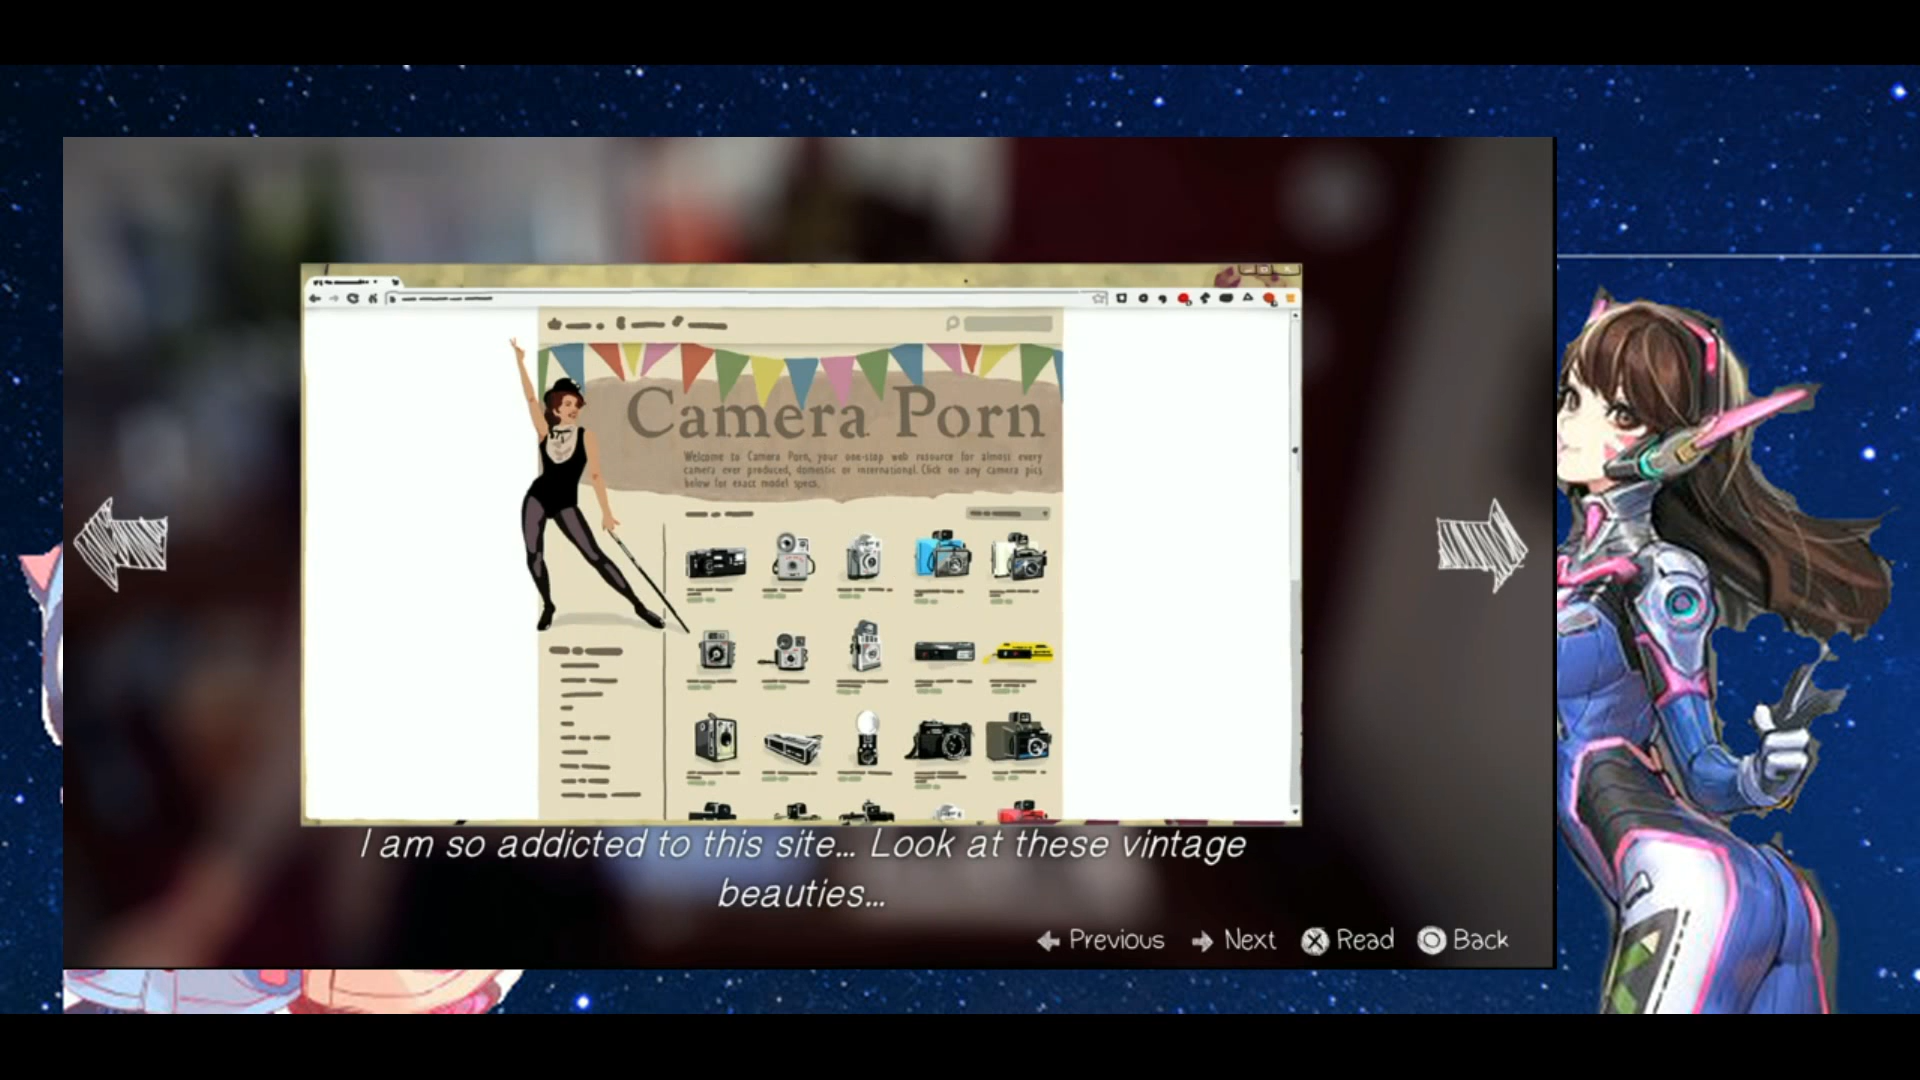 Camera Porn
Welcome to Camera Porn, your one-stop web resource for almost every
camera ever produced, domestic or international. Click on any camera pics
below for exact model specs.
I am so addicted to this site... Look at these vintage
beauties...
Previous Next Read Back